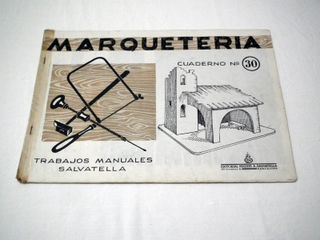 MARQUETERIA
CUADERNO Nº 30
TRABAJOS MANUALES
SALVATELLA